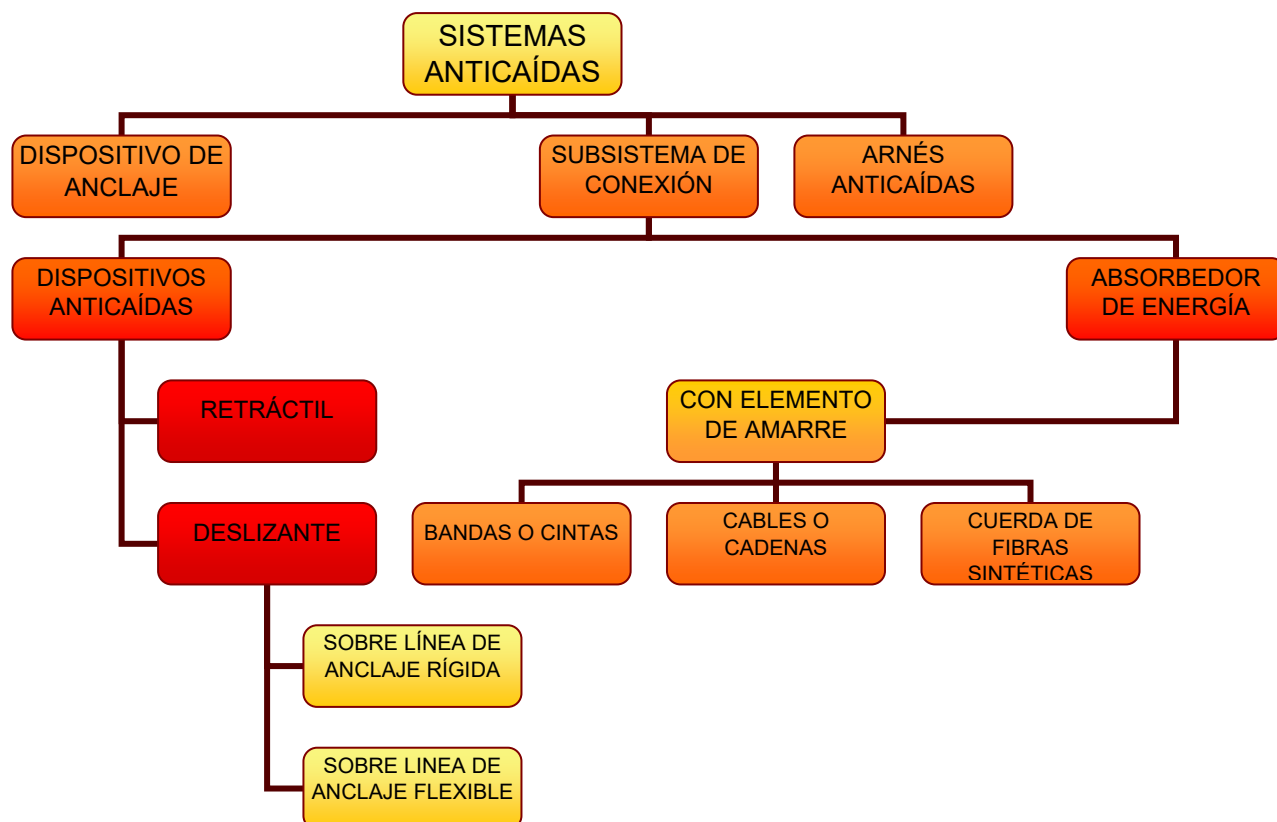 SISTEMAS
ANTICAÍDAS
DISPOSITIVO DE
ANCLAJE
SUBSISTEMA DE
CONEXIÓN
ARNÉS
ANTICAÍDAS
DISPOSITIVOS
ANTICAÍDAS
ABSORBEDOR
DE ENERGÍA
RETRÁCTIL
CON ELEMENTO
DE AMARRE
DESLIZANTE
BANDAS O CINTAS
CABLES O
CADENAS
CUERDA DE
FIBRAS
SINTÉTICAS
SOBRE LÍNEA DE
ANCLAJE RÍGIDA
SOBRE LINEA DE
ANCLAJE FLEXIBLE